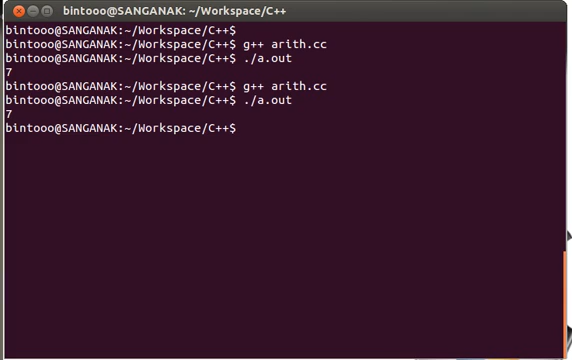 bintooo@SANGANAK: ~/Workspace/C++
bintooo@SANGANAK:~/Workspace/C++$
bintooo@SANGANAK:~/Workspace/C++$ g++ arith.cc
bintooo@SANGANAK:~/Workspace/C++$ ./a.out
7
bintooo@SANGANAK:~/Workspace/C++$ g++ arith.cc
bintooo@SANGANAK:~/Workspace/C++$ ./a.out
7
bintooo@SANGANAK:~/Workspace/C++$